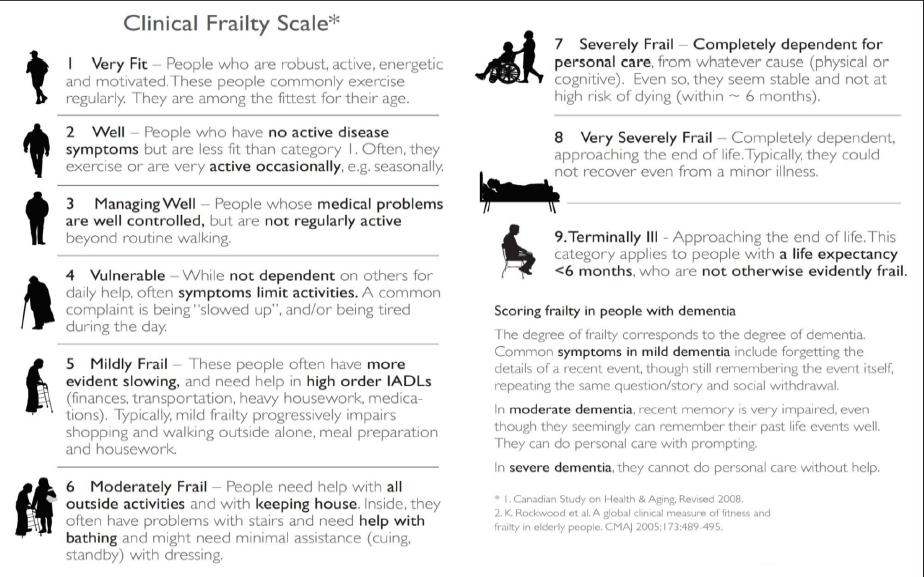 Clinical Frailty Scale*
1 Very Fit – People who are robust, active, energetic
and motivated. These people commonly exercise
regularly. They are among the fittest for their age.
2 Well – People who have no active disease
symptoms but are less fit than category 1. Often, they
exercise or are very active occasionally, e.g. seasonally.
3 Managing Well – People whose medical problems
are well controlled, but are not regularly active
beyond routine walking.
4 Vulnerable – While not dependent on others for
daily help, often symptoms limit activities. A common
complaint is being "slowed up", and/or being tired
during the day.
5 Mildly Frail – These people often have more
evident slowing, and need help in high order IADLs
(finances, transportation, heavy housework, medica-
tions). Typically, mild frailty progressively impairs
shopping and walking outside alone, meal preparation
and housework.
6 Moderately Frail – People need help with all
outside activities and with keeping house. Inside, they
often have problems with stairs and need help with
bathing and might need minimal assistance (cuing,
standby) with dressing.
7 Severely Frail – Completely dependent for
personal care, from whatever cause (physical or
cognitive). Even so, they seem stable and not at
high risk of dying (within ~ 6 months).
8 Very Severely Frail – Completely dependent,
approaching the end of life. Typically, they could
not recover even from a minor illness.
9. Terminally Ill - Approaching the end of life. This
category applies to people with a life expectancy
<6 months, who are not otherwise evidently frail.
Scoring frailty in people with dementia
The degree of frailty corresponds to the degree of dementia.
Common symptoms in mild dementia include forgetting the
details of a recent event, though still remembering the event itself,
repeating the same question/story and social withdrawal.
In moderate dementia, recent memory is very impaired, even
though they seemingly can remember their past life events well.
They can do personal care with prompting.
In severe dementia, they cannot do personal care without help.
* 1. Canadian Study on Health & Aging, Revised 2008.
2. K. Rockwood et al. A global clinical measure of fitness and
frailty in elderly people. CMAJ 2005;173:489-495.